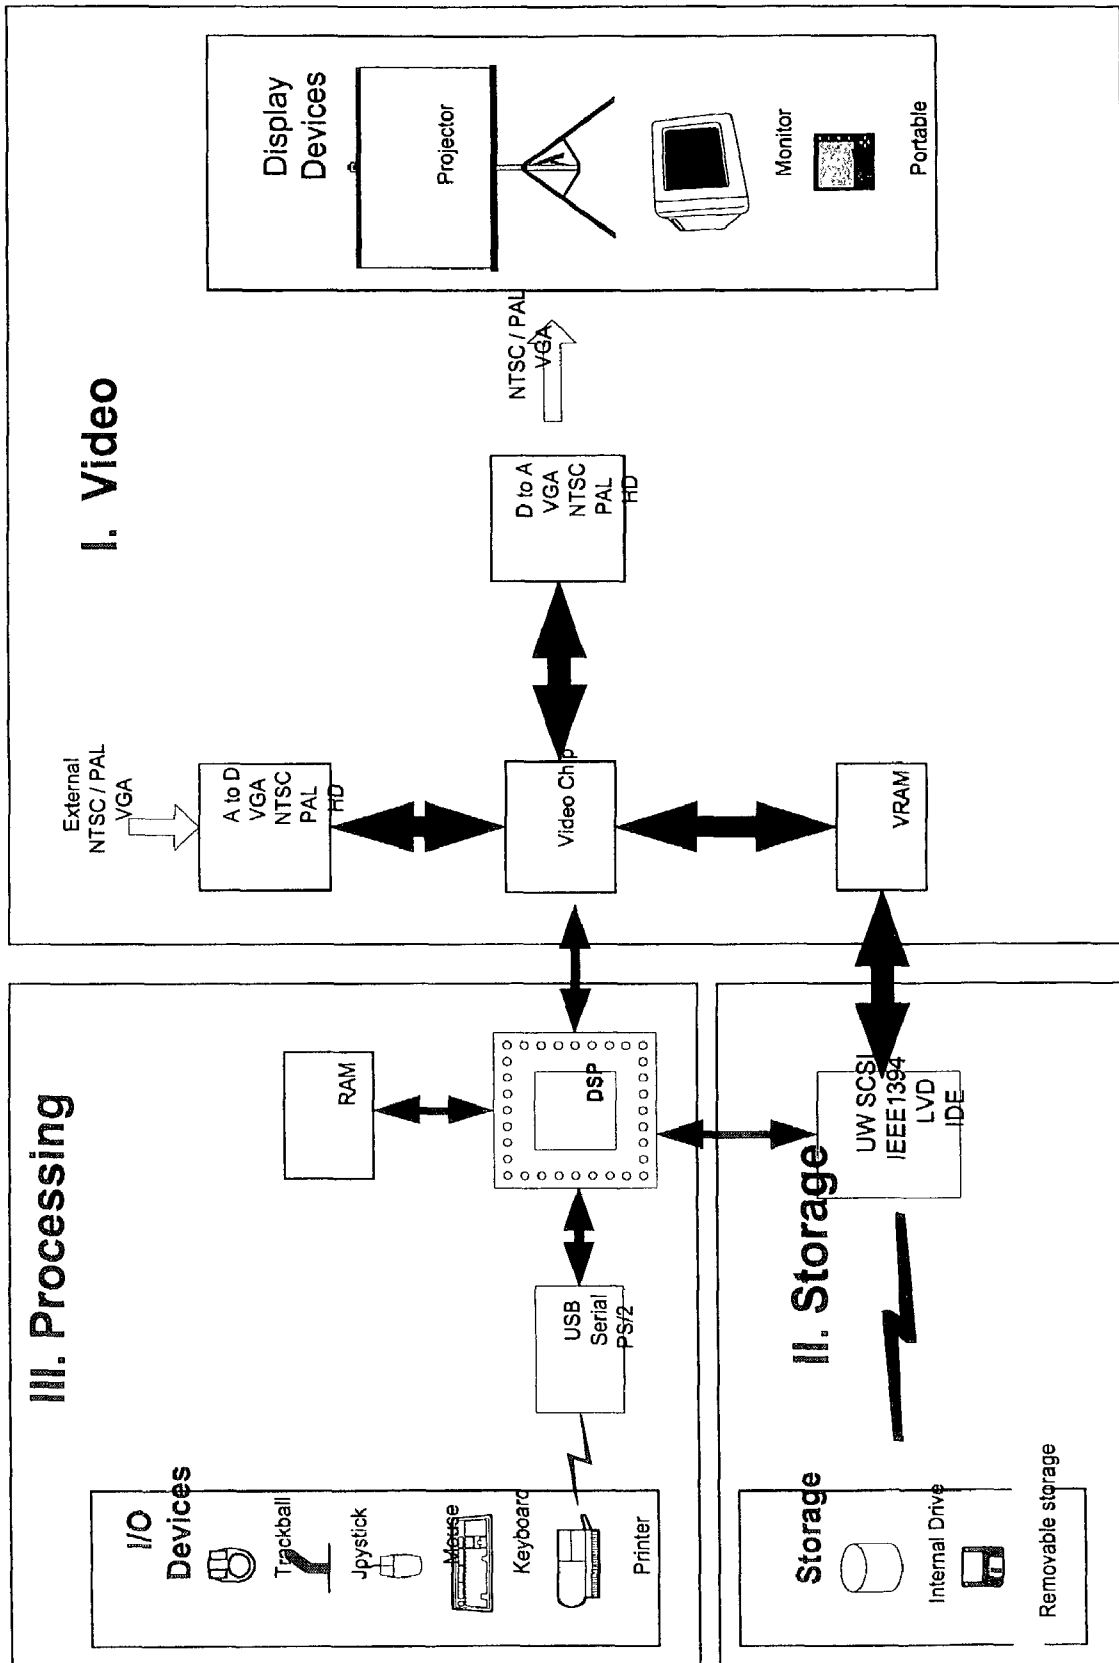 III. Processing
I/O
Devices
Trackball
Joystick
Mouse
Keyboard
Printer
USB
Serial
PS/2
RAM
DSP
I. Video
External
NTSC / PAL
VGA
A to D
VGA
NTSC
PAL
HD
Video Chip
D to A
VGA
NTSC
PAL
HD
NTSC / PAL
VGA
VRAM
Display
Devices
Projector
Monitor
Portable
II. Storage
Storage
Internal Drive
Removable storage
UW SCSI
IEEE1394
LVD
IDE